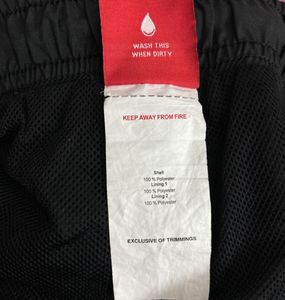 WASH THIS
WHEN DIRTY
KEEP AWAY FROM FIRE
Shell
100 % Polyester
Lining 1
100 % Polyester
Lining 2
100 % Polyester
EXCLUSIVE OF TRIMMINGS